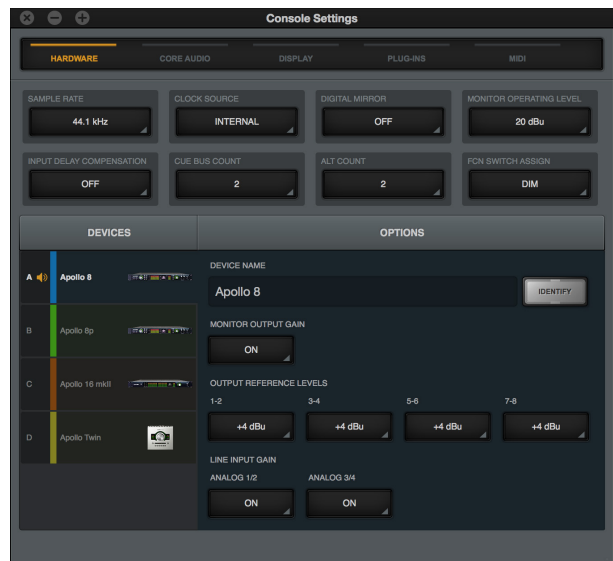 Console Settings
HARDWARE CORE AUDIO DISPLAY PLUG-INS MIDI
SAMPLE RATE CLOCK SOURCE DIGITAL MIRROR MONITOR OPERATING LEVEL
44.1 kHz INTERNAL OFF 20 dBu
INPUT DELAY COMPENSATION CUE BUS COUNT ALT COUNT FCN SWITCH ASSIGN
OFF 2 2 DIM
DEVICES OPTIONS
A Apollo 8
B Apollo 8p
C Apollo 16 mkII
D Apollo Twin
DEVICE NAME
Apollo 8 IDENTIFY
MONITOR OUTPUT GAIN
ON
OUTPUT REFERENCE LEVELS
1-2 3-4 5-6 7-8
+4 dBu +4 dBu +4 dBu +4 dBu
LINE INPUT GAIN
ANALOG 1/2 ANALOG 3/4
ON ON